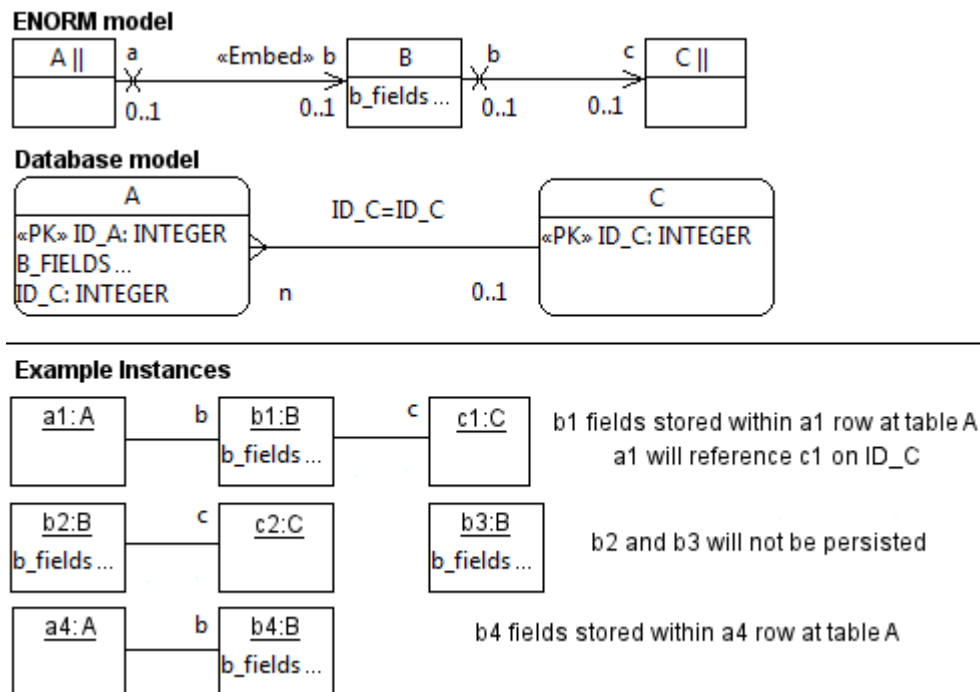 ENORM model
A || a «Embed» b B b c C ||
0..1 0..1 b_fields ... 0..1 0..1
Database model
A C
ID_C=ID_C
«PK» ID_A: INTEGER «PK» ID_C: INTEGER
B_FIELDS ...
ID_C: INTEGER n 0..1
Example Instances
a1:A b b1:B c c1:C b1 fields stored within a1 row at table A
b_fields ... a1 will reference c1 on ID_C
b2:B c c2:C b3:B b2 and b3 will not be persisted
b_fields ... b_fields ...
a4:A b b4:B b4 fields stored within a4 row at table A
b_fields ...